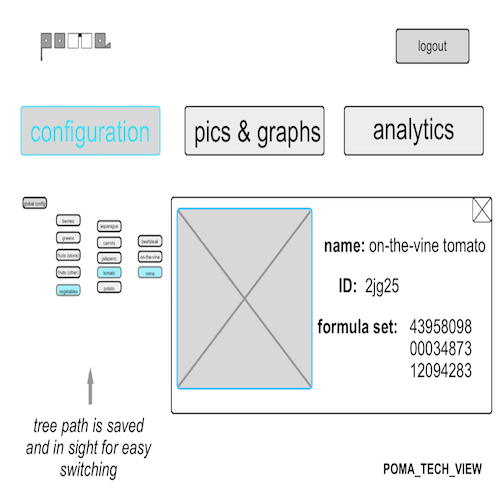 logout
configuration
pics & graphs
analytics
global config
berries
greens
fruits (stone)
fruits (other)
vegetables
asparagus
carrots
jalapeno
tomato
potato
beefsteak
on-the-vine
roma
name: on-the-vine tomato
ID: 2jg25
formula set: 43958098
00034873
12094283
tree path is saved
and in sight for easy
switching
POMA_TECH_VIEW